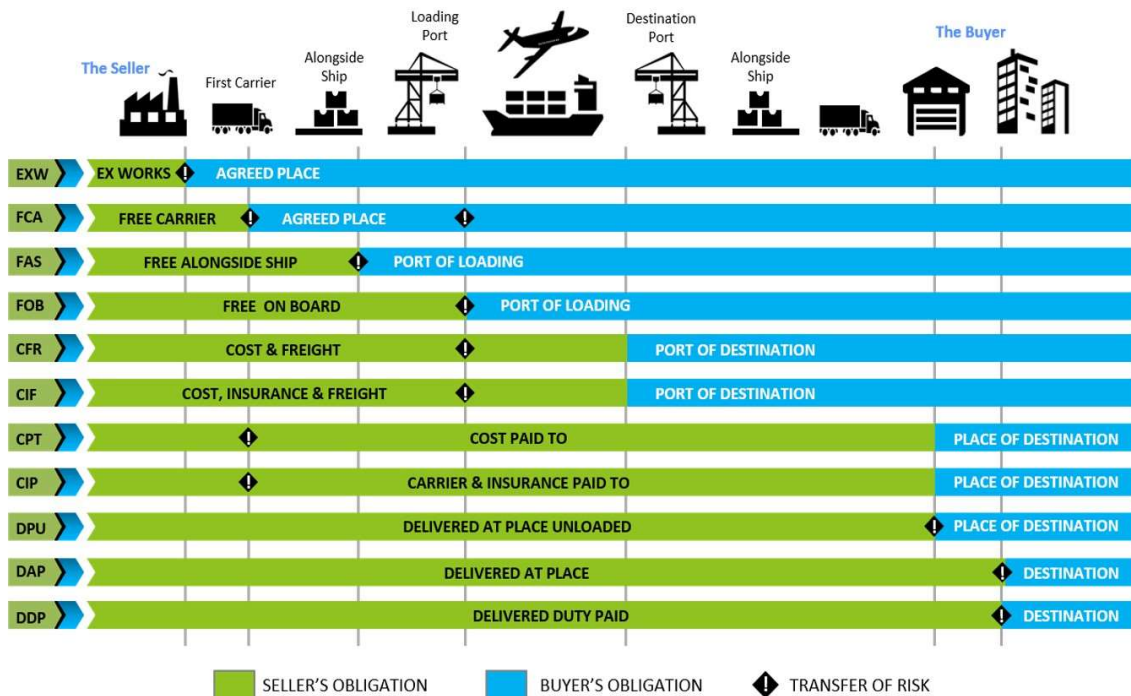 The Seller
First Carrier
Alongside
Ship
Loading
Port
Destination
Port
Alongside
Ship
The Buyer
EXW EX WORKS ! AGREED PLACE
FCA FREE CARRIER ! AGREED PLACE !
FAS FREE ALONGSIDE SHIP ! PORT OF LOADING
FOB FREE ON BOARD ! PORT OF LOADING
CFR COST & FREIGHT ! PORT OF DESTINATION
CIF COST, INSURANCE & FREIGHT ! PORT OF DESTINATION
CPT ! COST PAID TO PLACE OF DESTINATION
CIP ! CARRIER & INSURANCE PAID TO PLACE OF DESTINATION
DPU DELIVERED AT PLACE UNLOADED ! PLACE OF DESTINATION
DAP DELIVERED AT PLACE ! DESTINATION
DDP DELIVERED DUTY PAID ! DESTINATION
SELLER'S OBLIGATION BUYER'S OBLIGATION ! TRANSFER OF RISK